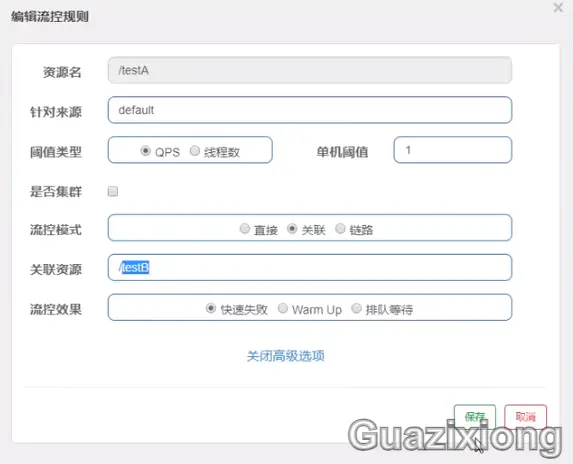 编辑流控规则
×
资源名 /testA
针对来源 default
阈值类型 QPS 线程数 单机阈值 1
是否集群
流控模式 直接 关联 链路
关联资源 /testB
流控效果 快速失败 Warm Up 排队等待
关闭高级选项
保存 取消
Guazixiong